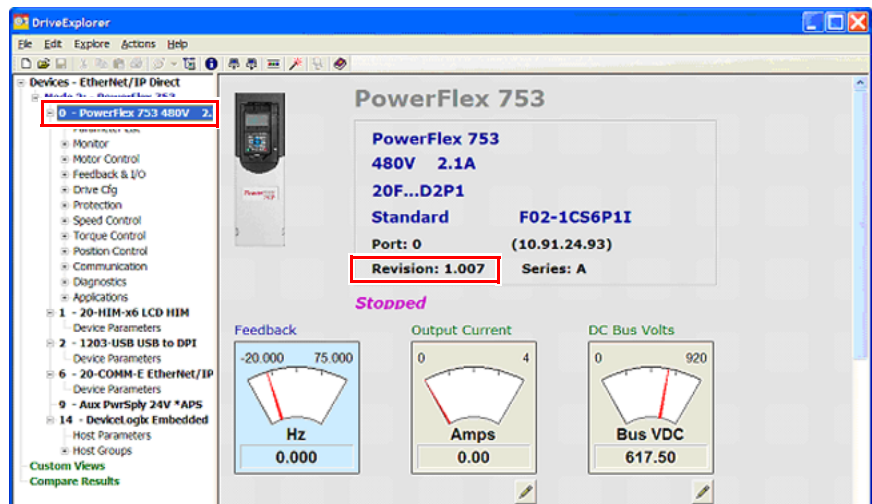 DriveExplorer
File Edit Explore Actions Help
Devices - EtherNet/IP Direct
0 - PowerFlex 753 480V 2.
Monitor
Motor Control
Feedback & I/O
Drive Cfg
Protection
Speed Control
Torque Control
Position Control
Communication
Diagnostics
Applications
1 - 20-HIM-x6 LCD HIM
Device Parameters
2 - 1203-USB USB to DPI
Device Parameters
6 - 20-COMM-E EtherNet/IP
Device Parameters
9 - Aux PwrSply 24V *APS
14 - DeviceLogix Embedded
Host Parameters
Host Groups
Custom Views
Compare Results
PowerFlex 753
PowerFlex 753
480V 2.1A
20F...D2P1
Standard F02-1CS6P1I
Port: 0 (10.91.24.93)
Revision: 1.007 Series: A
Stopped
Feedback
-20.000 75.000
Hz
0.000
Output Current
0 4
Amps
0.00
DC Bus Volts
0 920
Bus VDC
617.50